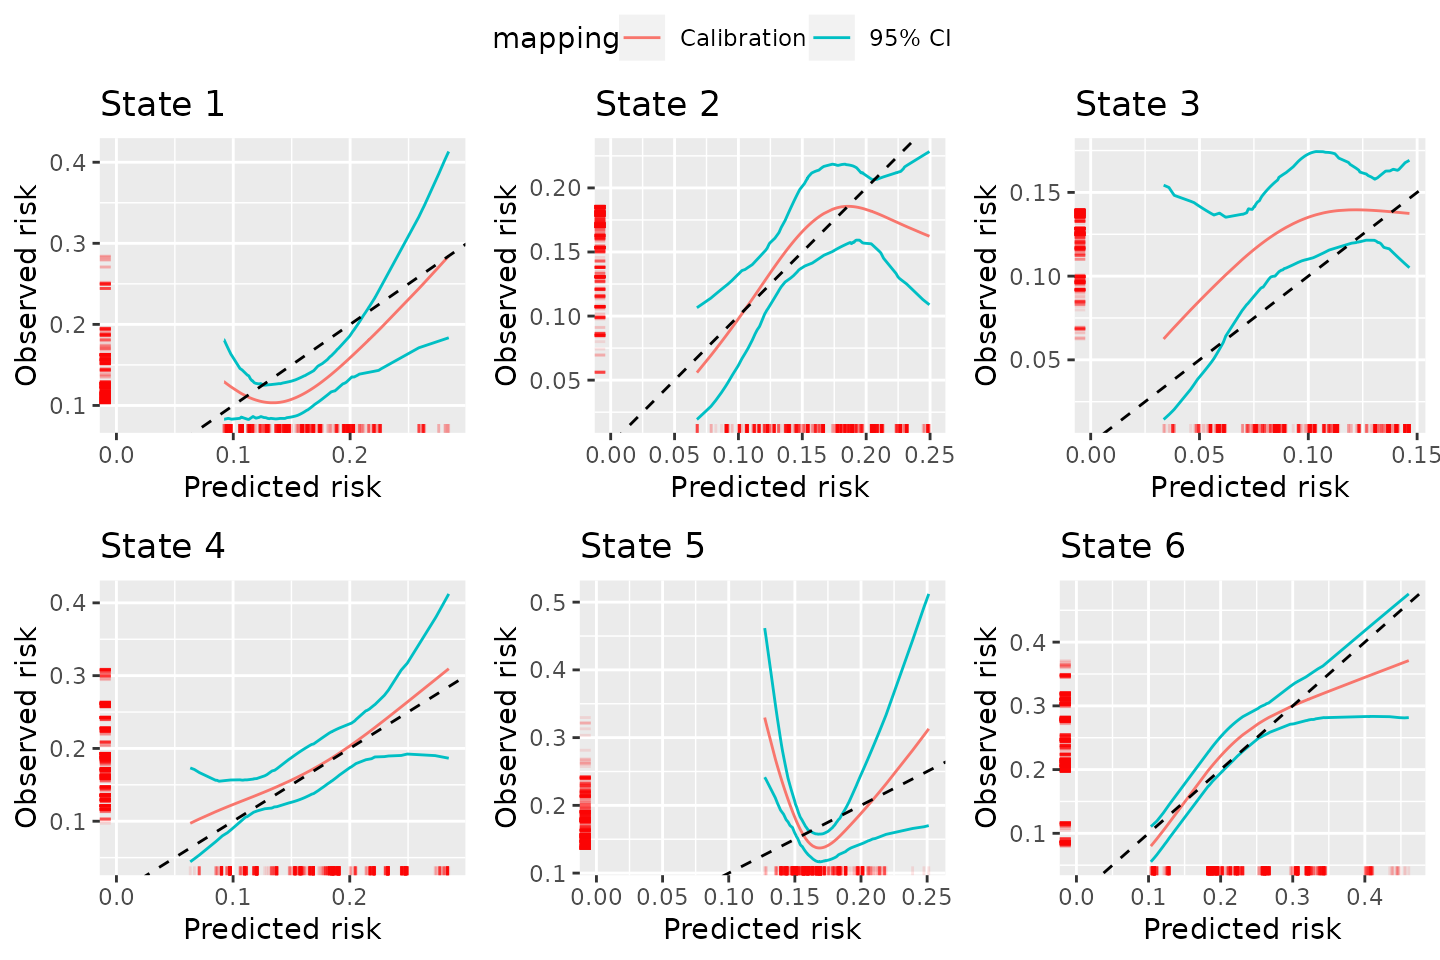 mapping Calibration 95% CI
State 1 State 2 State 3
Observed risk Observed risk Observed risk
0.4
0.3
0.2
0.1
0.20
0.15
0.10
0.05
0.15
0.10
0.05
0.0 0.1 0.2 0.00 0.05 0.10 0.15 0.20 0.25 0.00 0.05 0.10 0.15
Predicted risk Predicted risk Predicted risk
State 4 State 5 State 6
Observed risk Observed risk Observed risk
0.4
0.3
0.2
0.1
0.5
0.4
0.3
0.2
0.1
0.4
0.3
0.2
0.1
0.0 0.1 0.2 0.00 0.05 0.10 0.15 0.20 0.25 0.0 0.1 0.2 0.3 0.4
Predicted risk Predicted risk Predicted risk